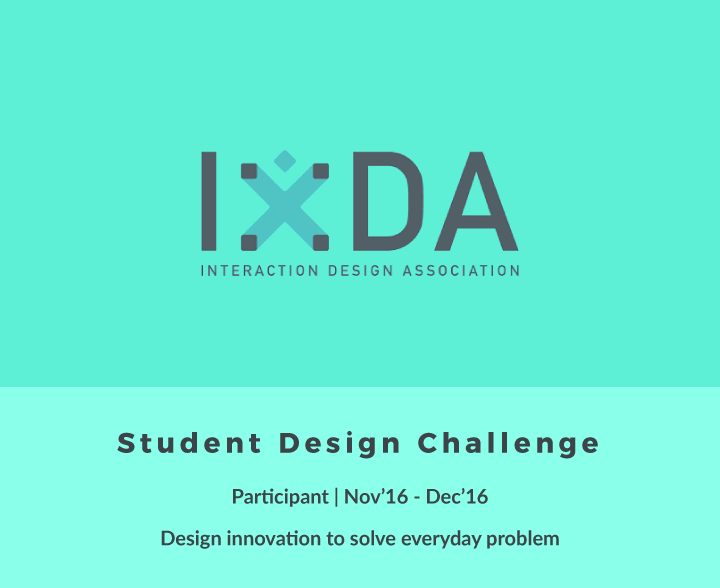 IxDA
INTERACTION DESIGN ASSOCIATION
Student Design Challenge
Participant | Nov’16 - Dec’16
Design innovation to solve everyday problem